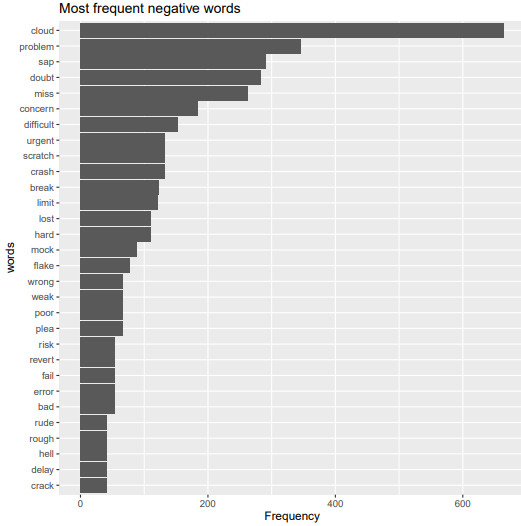 Most frequent negative words
cloud
problem
sap
doubt
miss
concern
difficult
urgent
scratch
crash
break
limit
lost
hard
mock
flake
wrong
weak
poor
plea
risk
revert
fail
error
bad
rude
rough
hell
delay
crack
words
0 200 400 600
Frequency